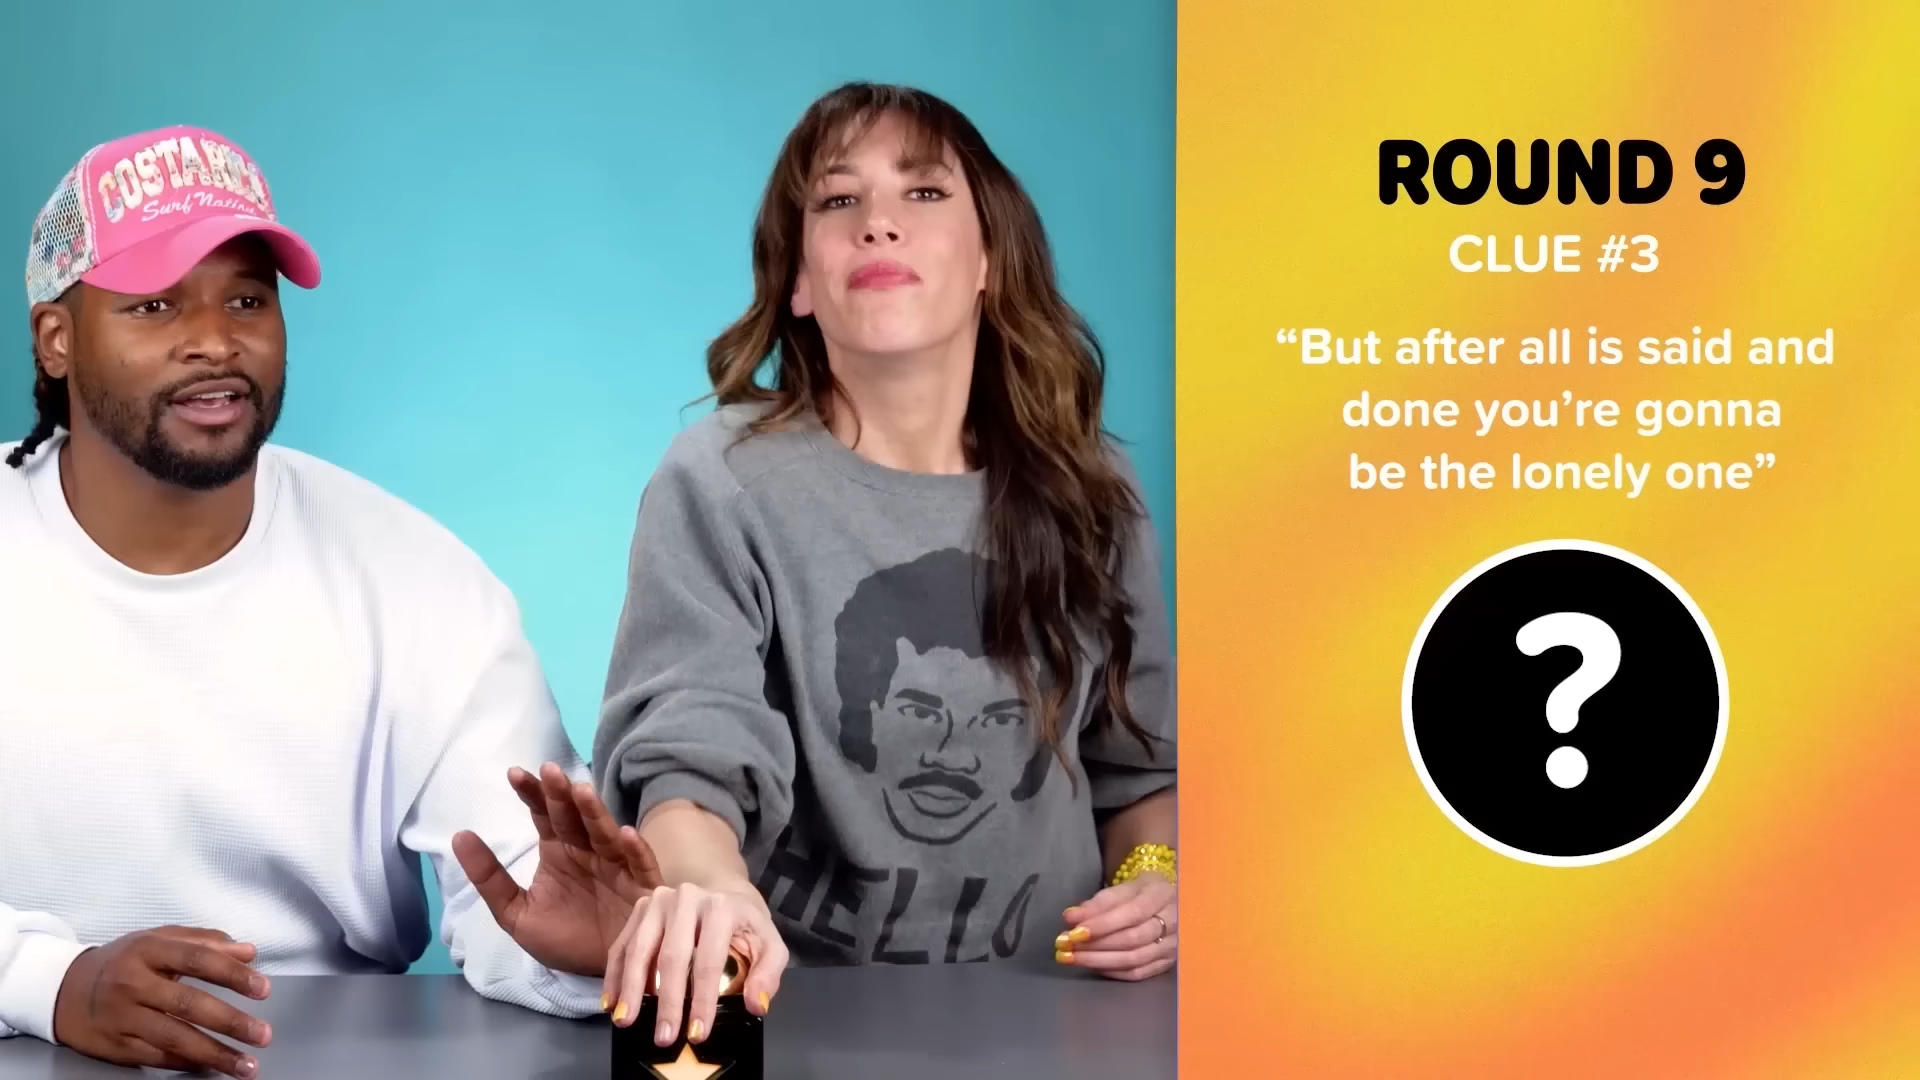 COSTA RICA
Surf Nation
HELLO
ROUND 9
CLUE #3
“But after all is said and
done you’re gonna
be the lonely one”
?